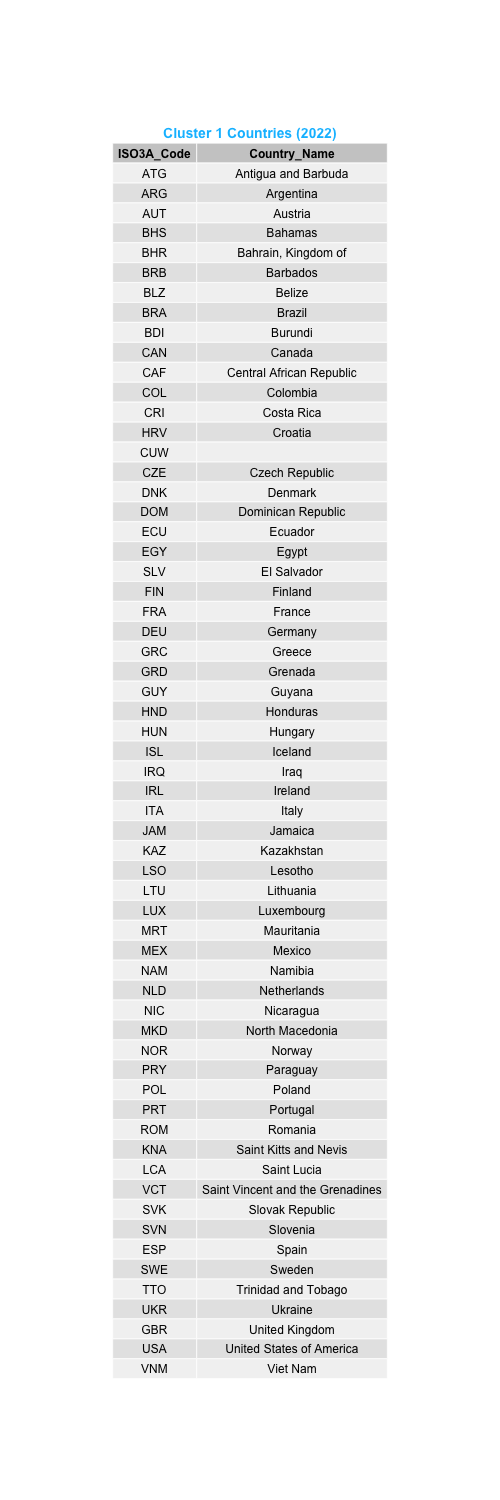 Cluster 1 Countries (2022)
ISO3A_Code Country_Name
ATG Antigua and Barbuda
ARG Argentina
AUT Austria
BHS Bahamas
BHR Bahrain, Kingdom of
BRB Barbados
BLZ Belize
BRA Brazil
BDI Burundi
CAN Canada
CAF Central African Republic
COL Colombia
CRI Costa Rica
HRV Croatia
CUW
CZE Czech Republic
DNK Denmark
DOM Dominican Republic
ECU Ecuador
EGY Egypt
SLV El Salvador
FIN Finland
FRA France
DEU Germany
GRC Greece
GRD Grenada
GUY Guyana
HND Honduras
HUN Hungary
ISL Iceland
IRQ Iraq
IRL Ireland
ITA Italy
JAM Jamaica
KAZ Kazakhstan
LSO Lesotho
LTU Lithuania
LUX Luxembourg
MRT Mauritania
MEX Mexico
NAM Namibia
NLD Netherlands
NIC Nicaragua
MKD North Macedonia
NOR Norway
PRY Paraguay
POL Poland
PRT Portugal
ROM Romania
KNA Saint Kitts and Nevis
LCA Saint Lucia
VCT Saint Vincent and the Grenadines
SVK Slovak Republic
SVN Slovenia
ESP Spain
SWE Sweden
TTO Trinidad and Tobago
UKR Ukraine
GBR United Kingdom
USA United States of America
VNM Viet Nam